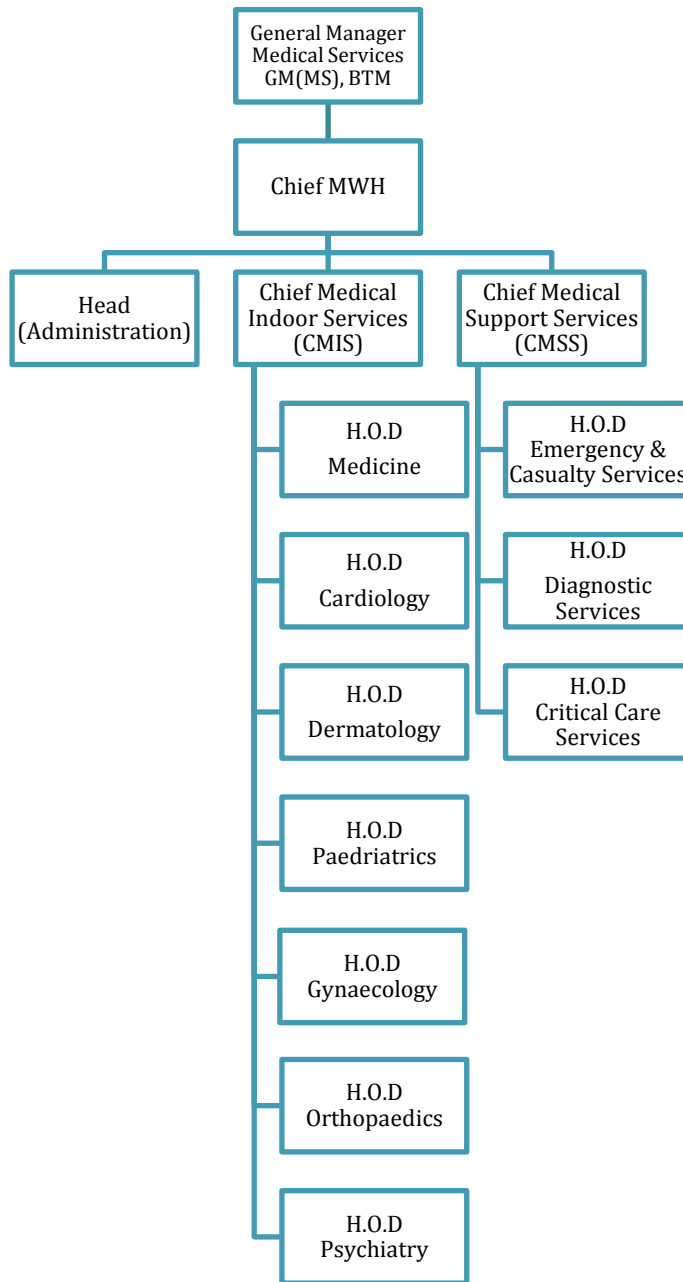 General Manager
Medical Services
GM(MS), BTM
Chief MWH
Head
(Administration)
Chief Medical
Indoor Services
(CMIS)
Chief Medical
Support Services
(CMSS)
H.O.D
Medicine
H.O.D
Cardiology
H.O.D
Dermatology
H.O.D
Paedriatrics
H.O.D
Gynaecology
H.O.D
Orthopaedics
H.O.D
Psychiatry
H.O.D
Emergency &
Casualty Services
H.O.D
Diagnostic
Services
H.O.D
Critical Care
Services